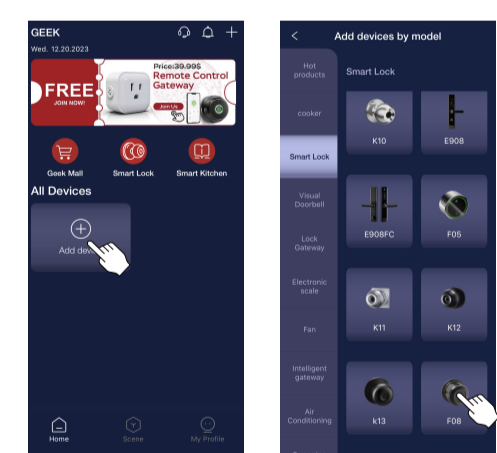 GEEK
Wed. 12.20.2023
FREE
JOIN NOW!
Price:39.99$
Remote Control
Gateway
Join Us
Geek Mall
Smart Lock
Smart Kitchen
All Devices
Add
Home
Scene
My Profile
Add devices by model
Hot
products
cooker
Smart Lock
Visual
Doorbell
Lock
Gateway
Electronic
scale
Fan
Intelligent
gateway
Air
Conditioning
Smart Lock
K10
E908
E908FC
F05
K11
K12
k13
F08